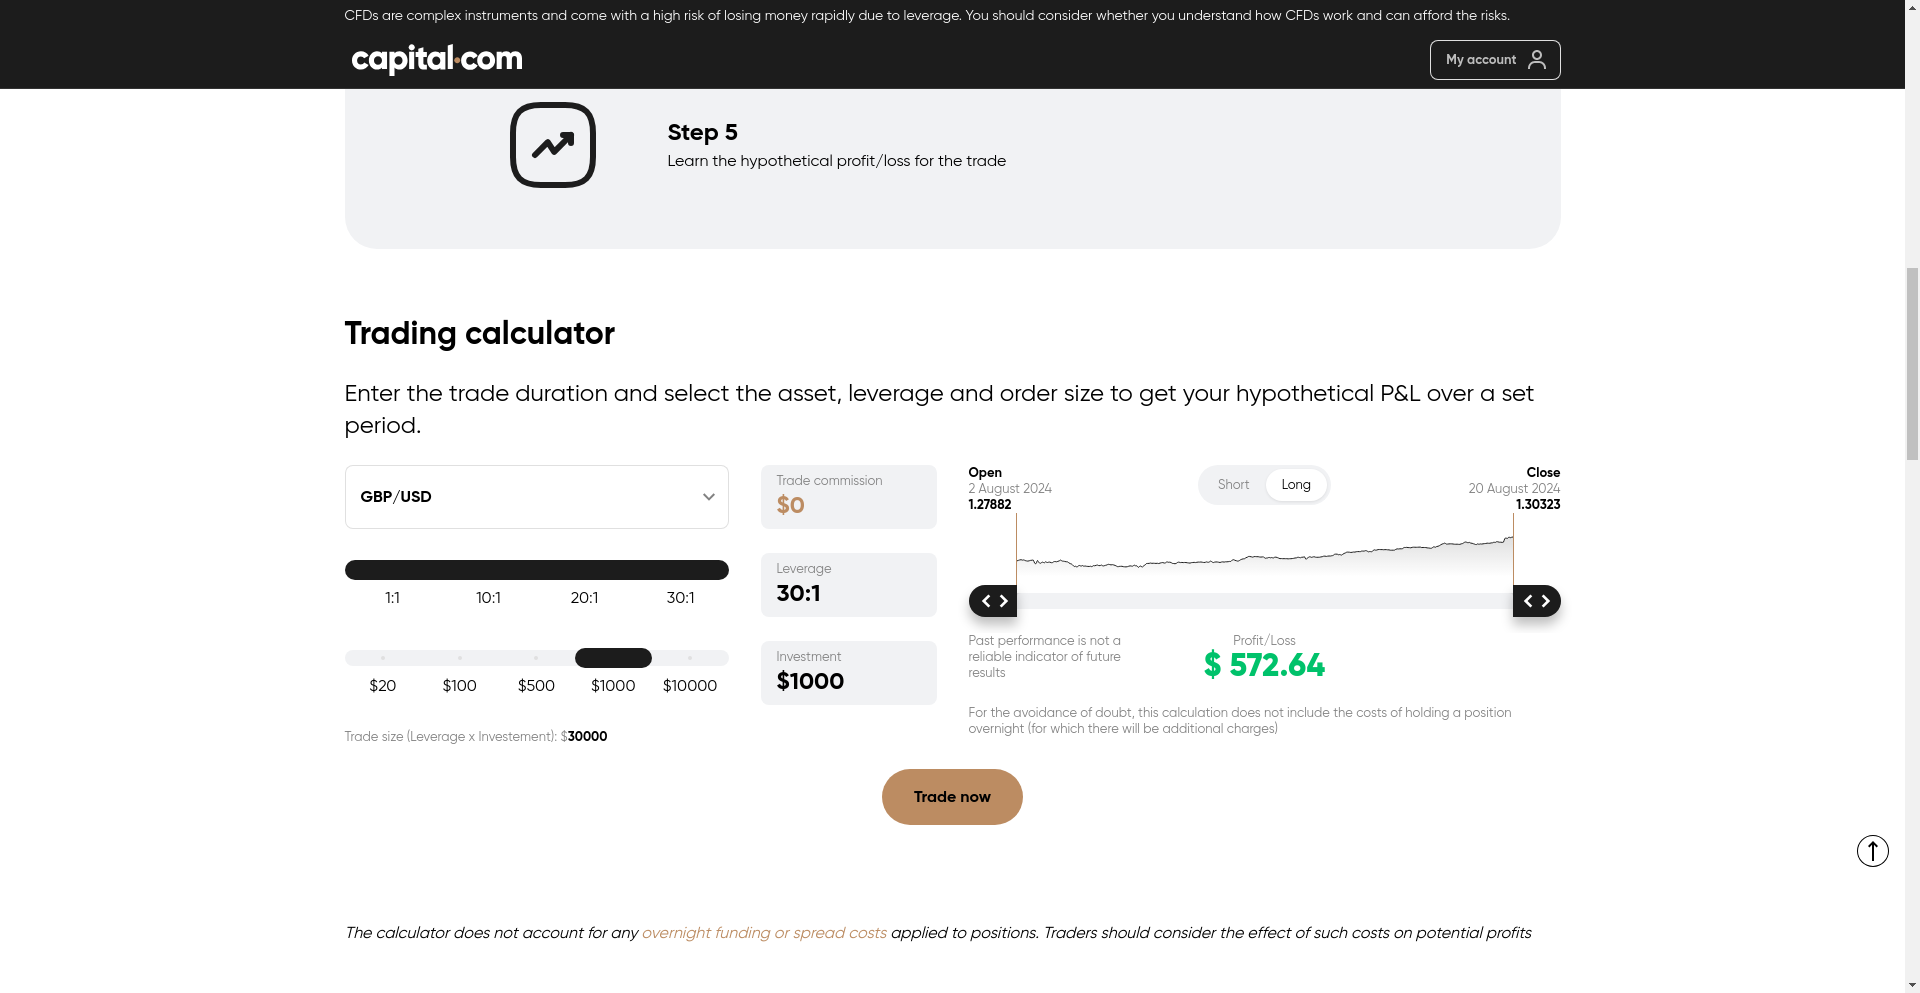 CFDs are complex instruments and come with a high risk of losing money rapidly due to leverage. You should consider whether you understand how CFDs work and can afford the risks.
capital.com
My account
Step 5
Learn the hypothetical profit/loss for the trade
Trading calculator
Enter the trade duration and select the asset, leverage and order size to get your hypothetical P&L over a set
period.
GBP/USD
1:1 10:1 20:1 30:1
$20 $100 $500 $1000 $10000
Trade size (Leverage x Investement): $30000
Trade commission
$0
Leverage
30:1
Investment
$1000
Open
2 August 2024
1.27882
Short Long
Close
20 August 2024
1.30323
Past performance is not a
reliable indicator of future
results
Profit/Loss
$ 572.64
For the avoidance of doubt, this calculation does not include the costs of holding a position
overnight (for which there will be additional charges)
Trade now
The calculator does not account for any overnight funding or spread costs applied to positions. Traders should consider the effect of such costs on potential profits